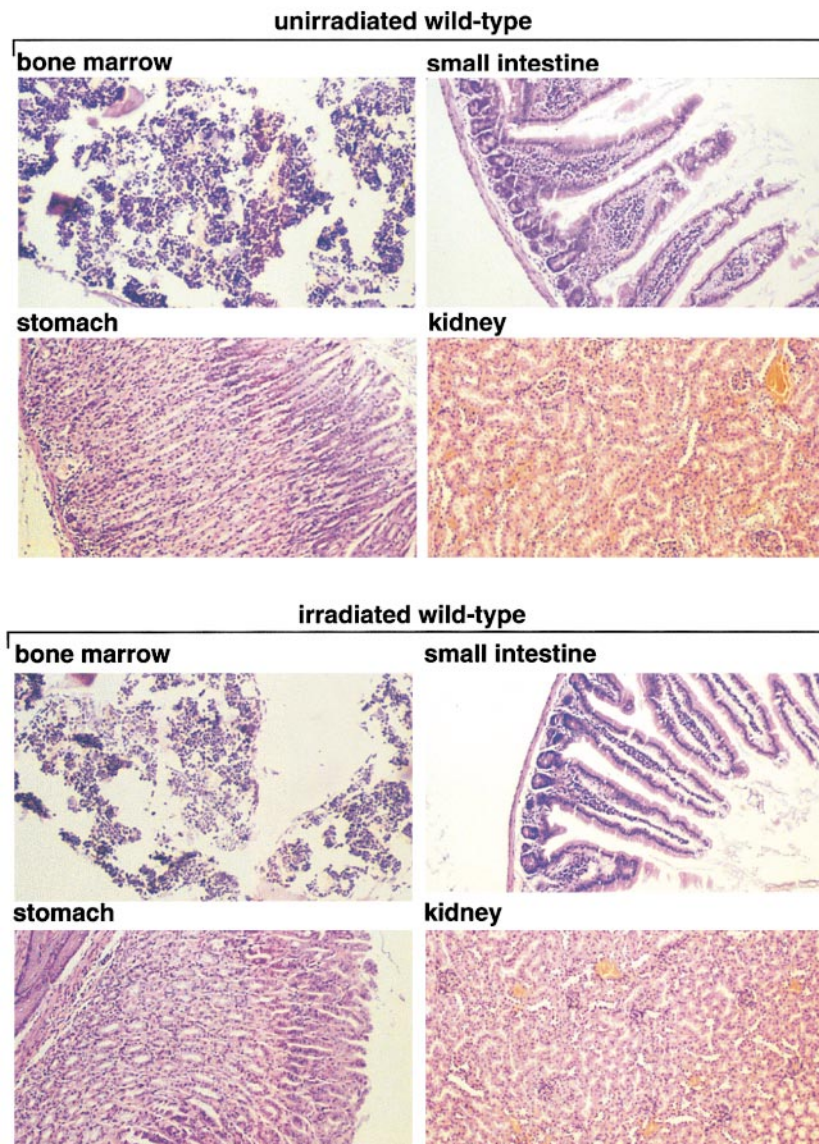 unirradiated wild-type
bone marrow
small intestine
stomach
kidney
irradiated wild-type
bone marrow
small intestine
stomach
kidney